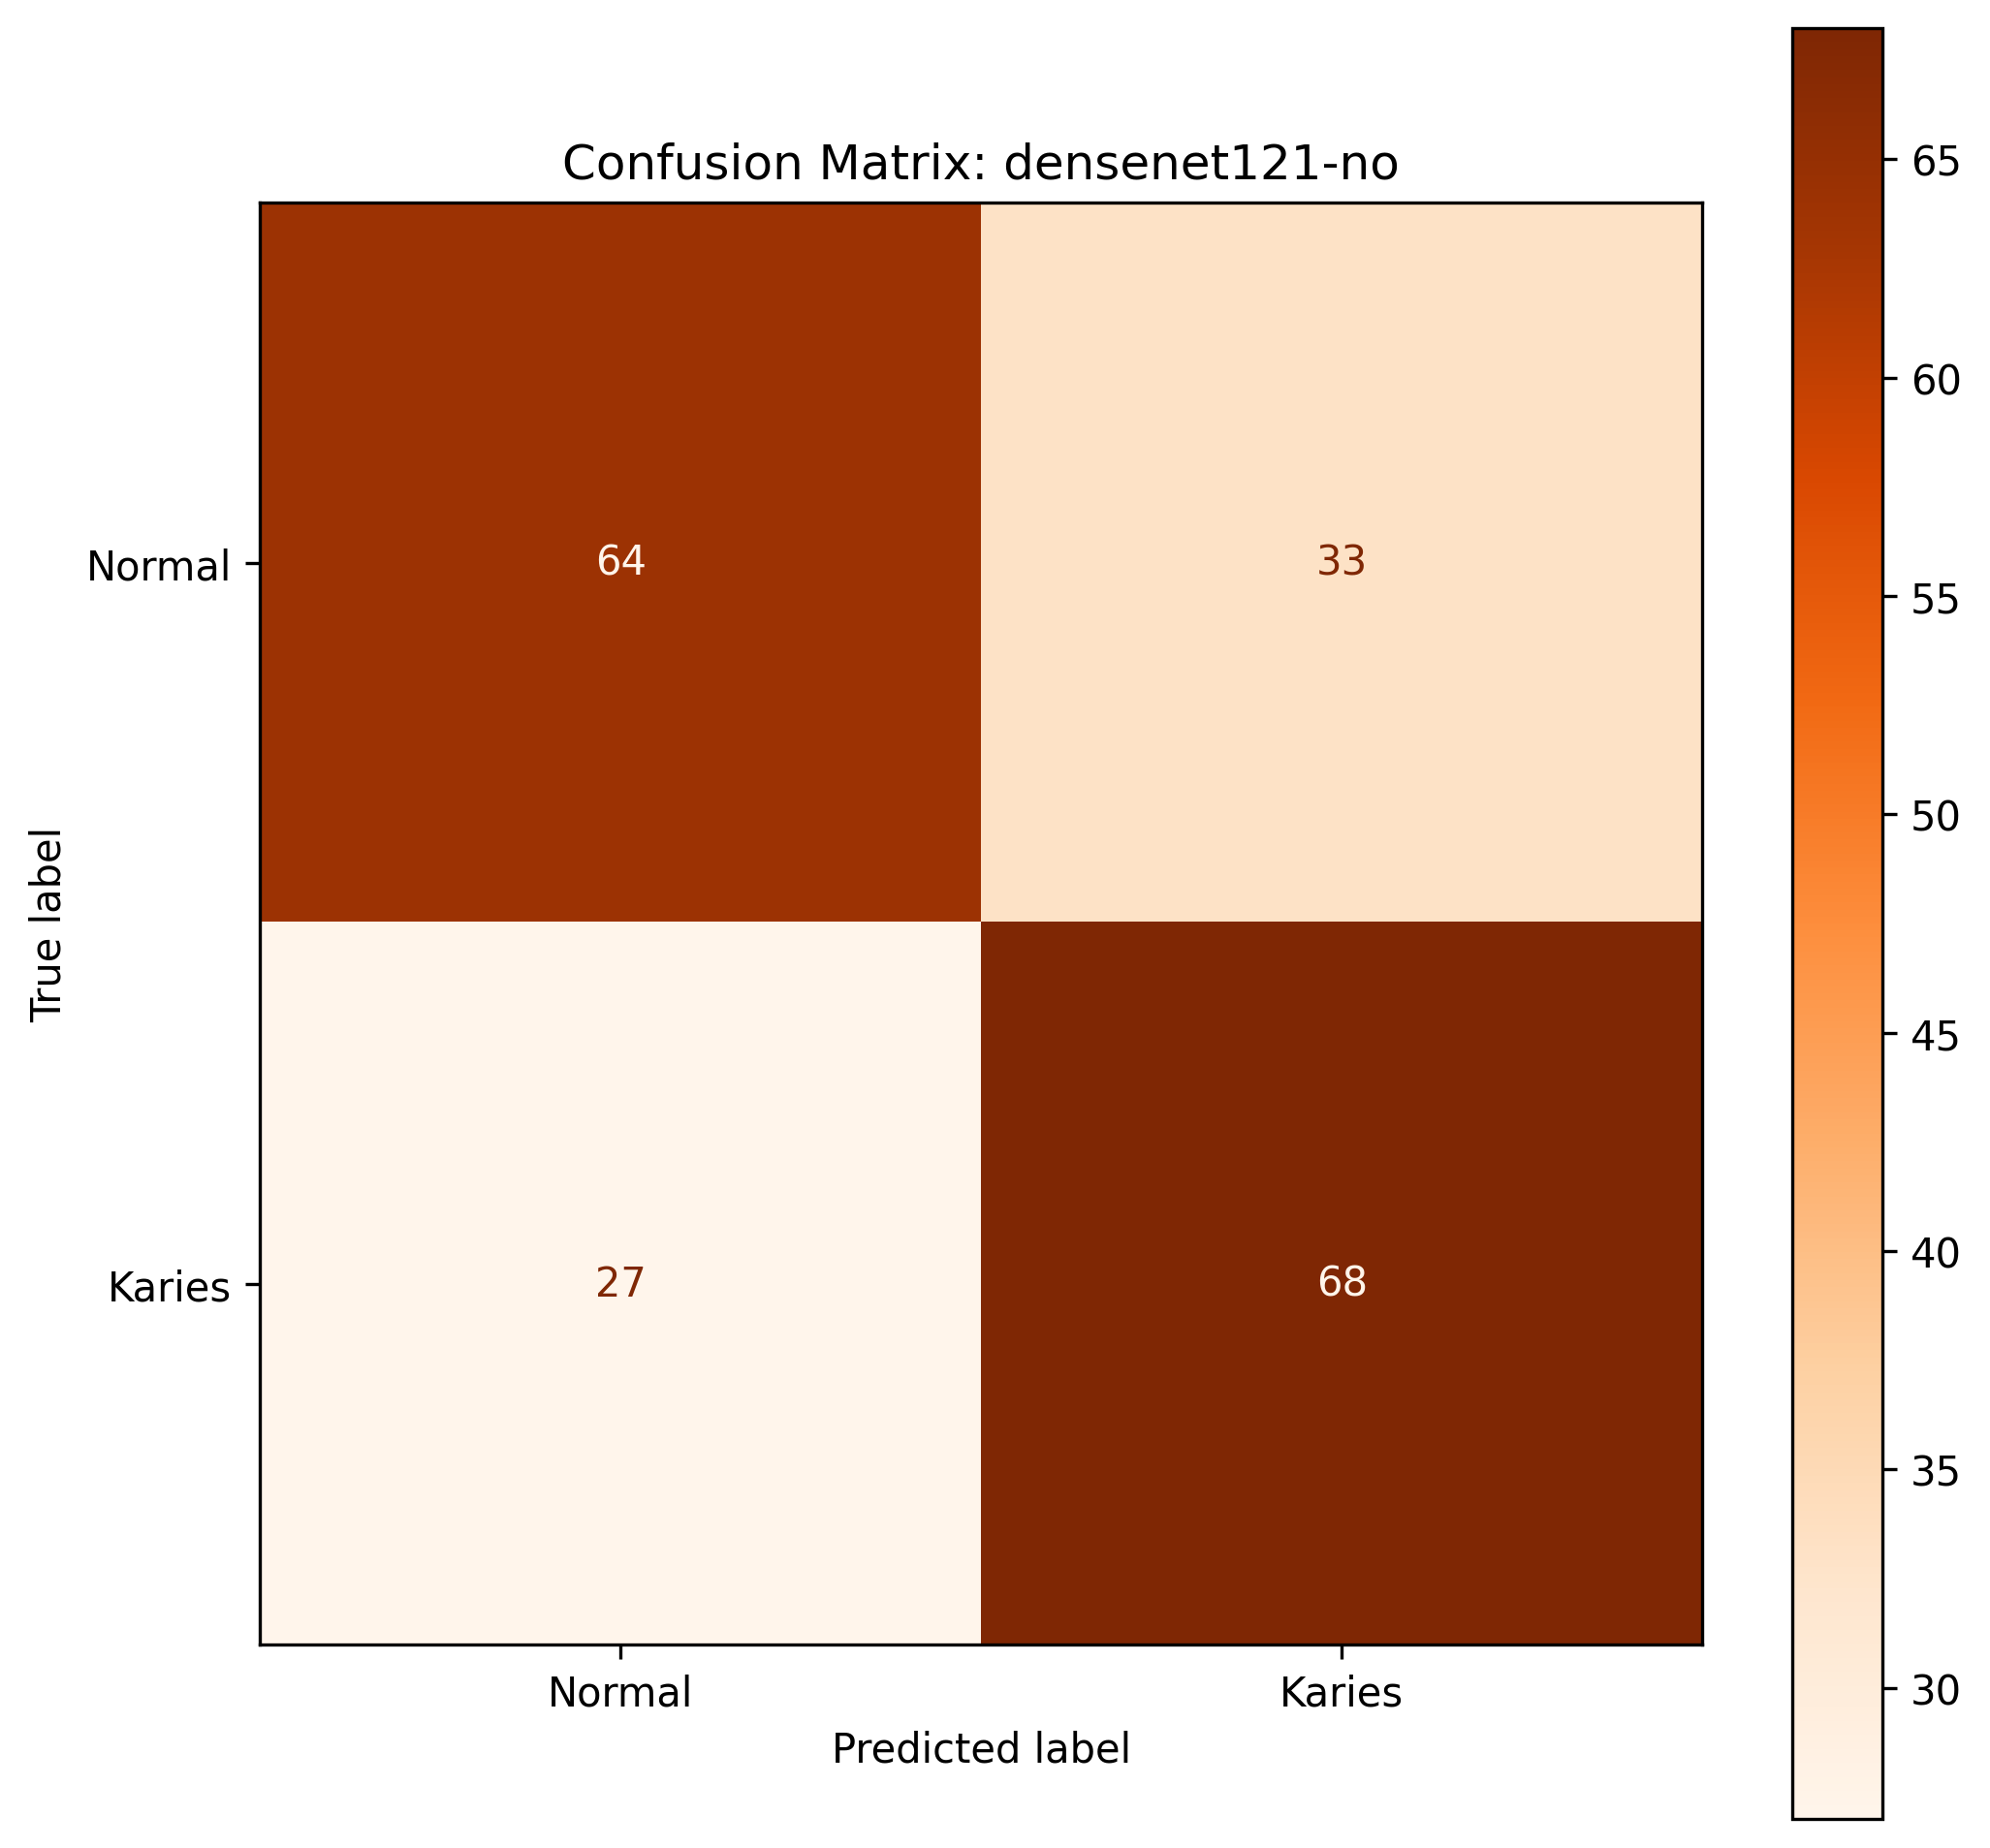 Confusion Matrix: densenet121-no
True label
Normal
64
33
Karies
27
68
Normal
Karies
Predicted label
65
60
55
50
45
40
35
30